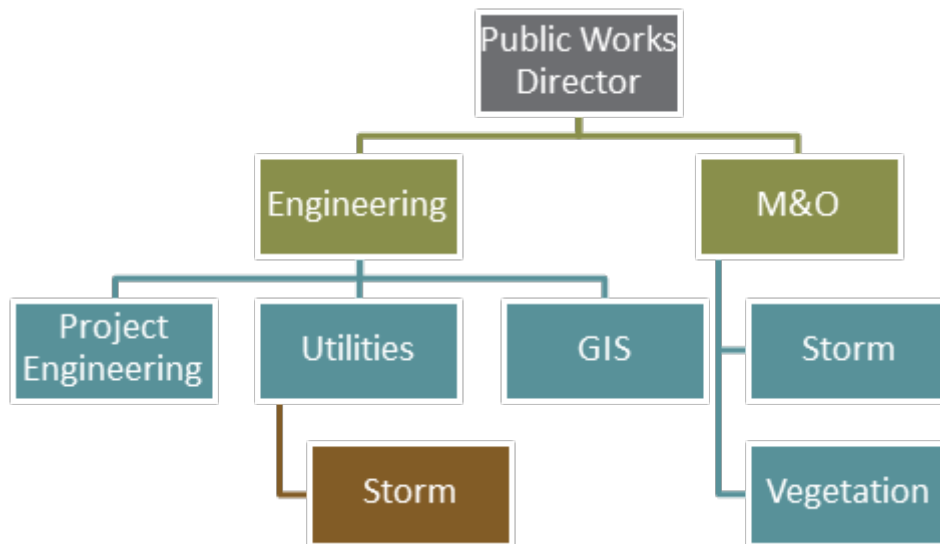 Public Works
Director
Engineering
M&O
Project
Engineering
Utilities
GIS
Storm
Storm
Vegetation